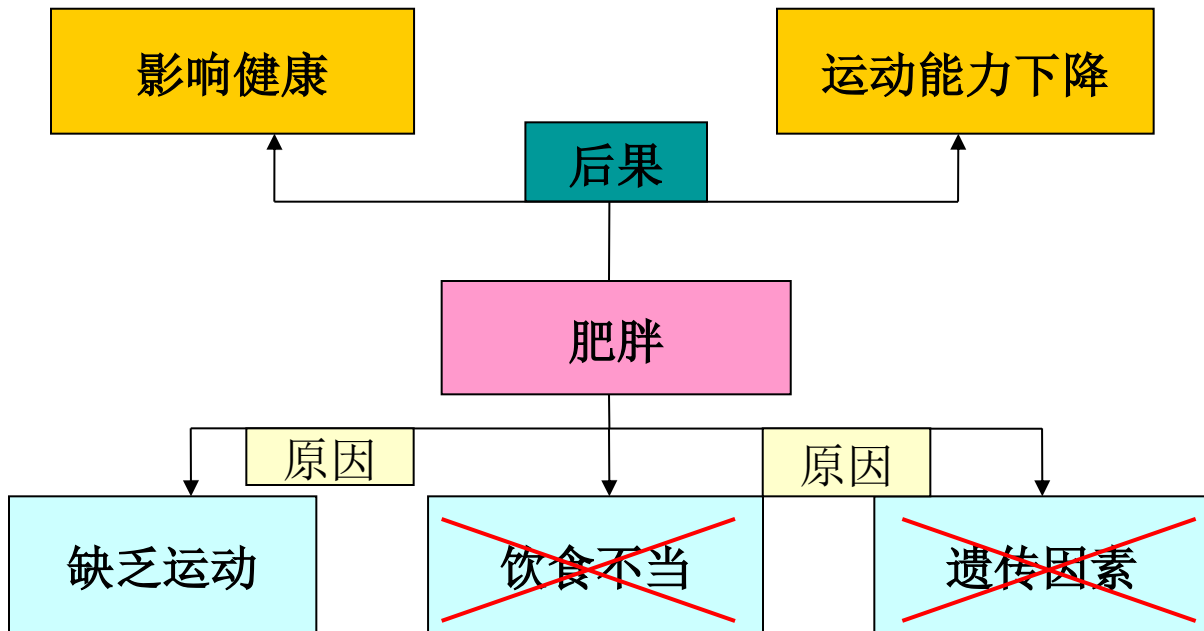 影响健康
运动能力下降
后果
肥胖
原因
原因
缺乏运动
饮食不当
遗传因素